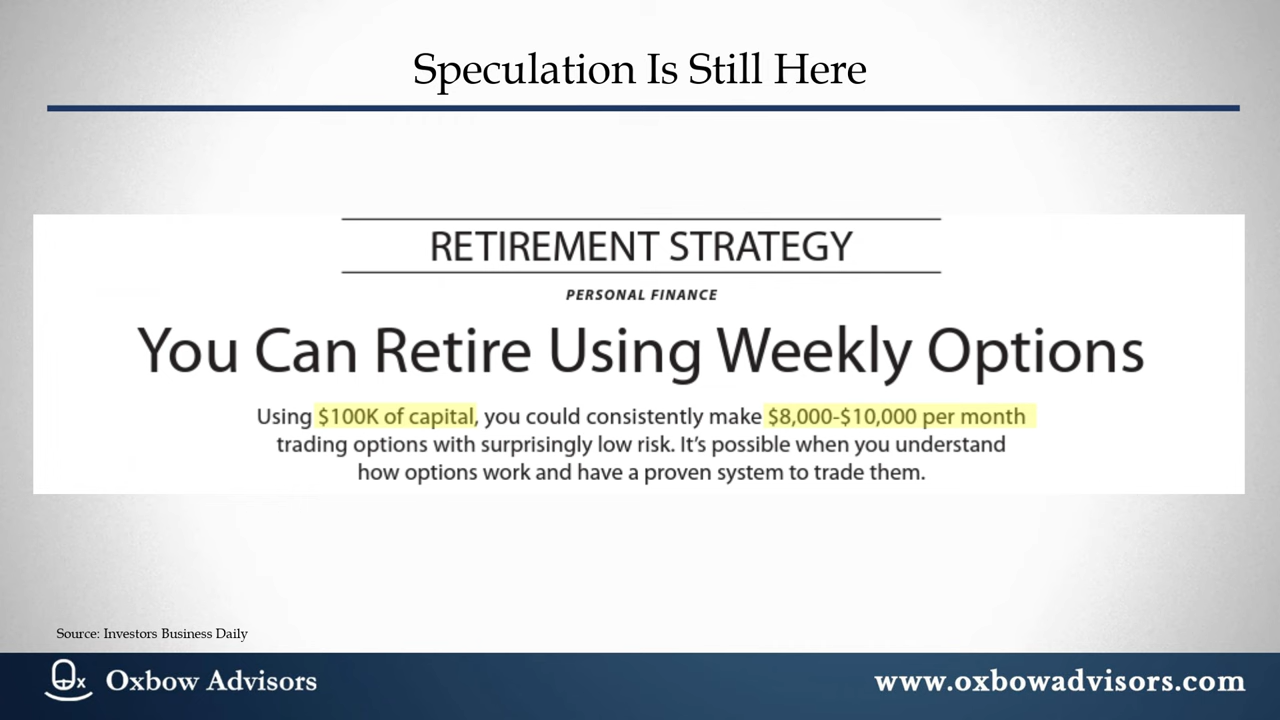 Speculation Is Still Here
RETIREMENT STRATEGY
PERSONAL FINANCE
You Can Retire Using Weekly Options
Using $100K of capital, you could consistently make $8,000-$10,000 per month
trading options with surprisingly low risk. It’s possible when you understand
how options work and have a proven system to trade them.
Source: Investors Business Daily
Ox
Oxbow Advisors
www.oxbowadvisors.com